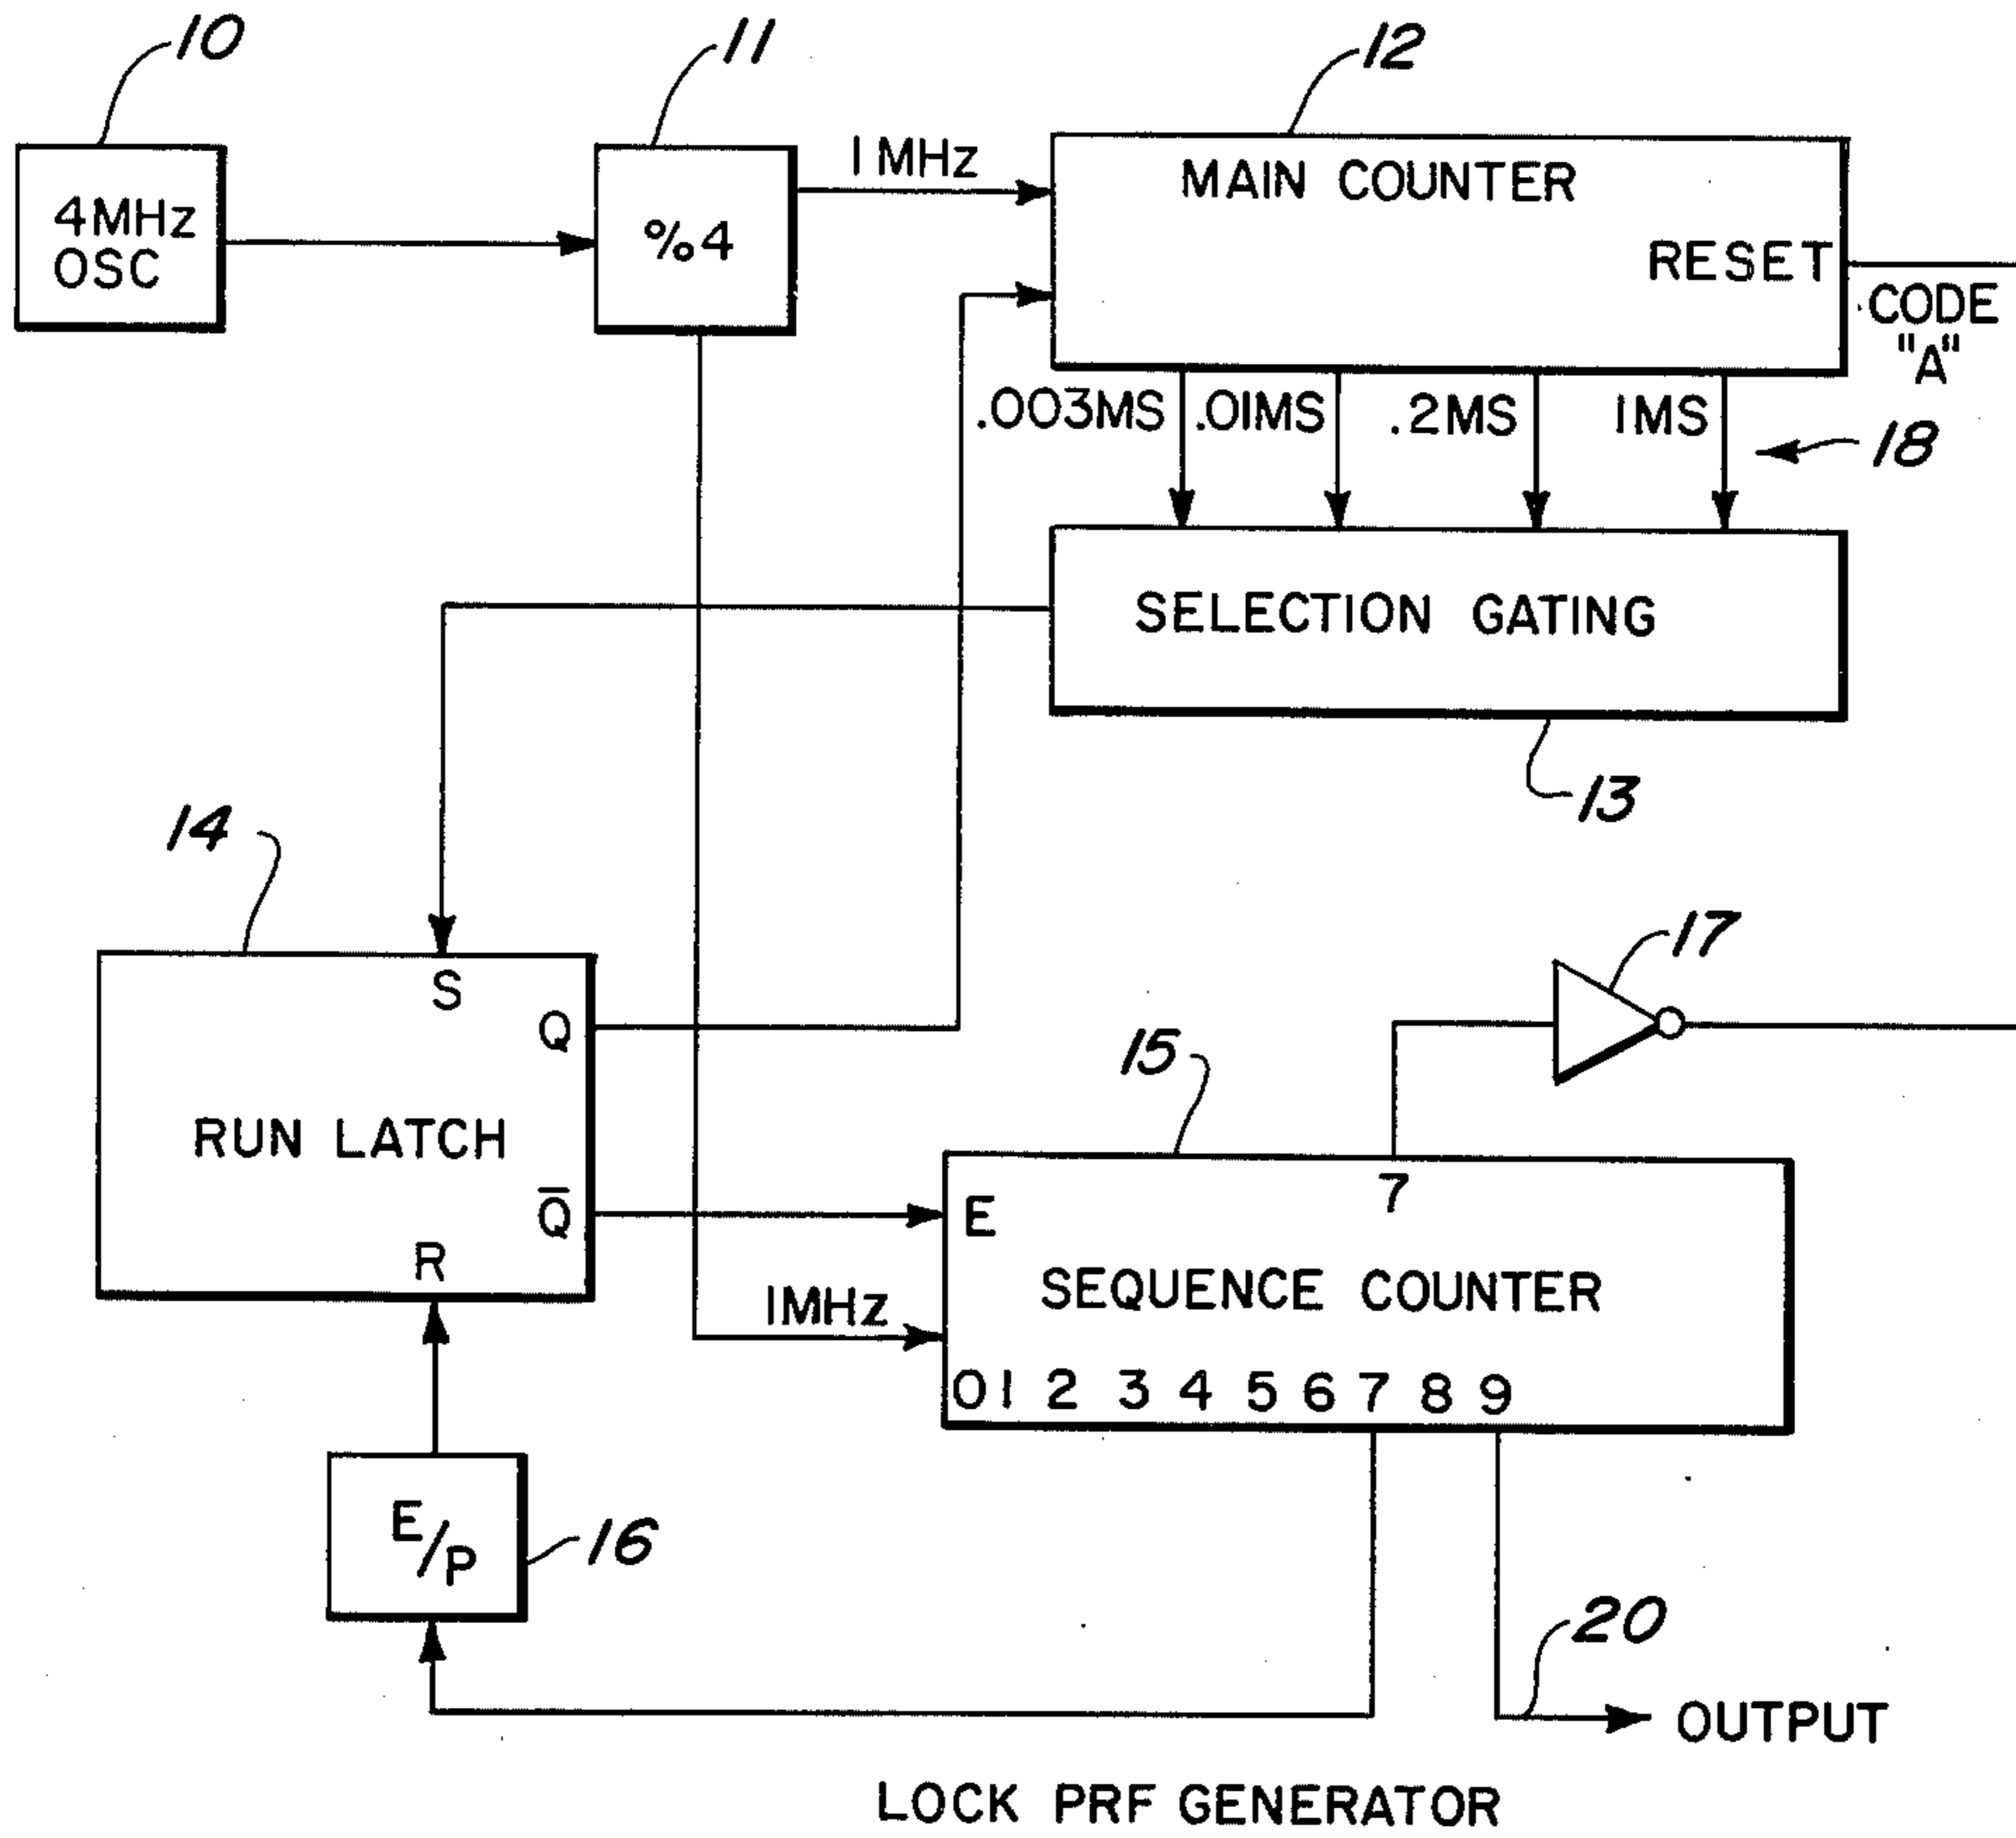 10
11
12
4MHz
OSC
%4
1MHz
MAIN COUNTER
RESET
CODE
"A"
.003MS
.01MS
.2MS
1MS
18
SELECTION GATING
13
14
S
Q
RUN LATCH
Q̅
R
17
15
7
E
SEQUENCE COUNTER
1MHz
0 1 2 3 4 5 6 7 8 9
E/P
16
20
OUTPUT
LOCK PRF GENERATOR